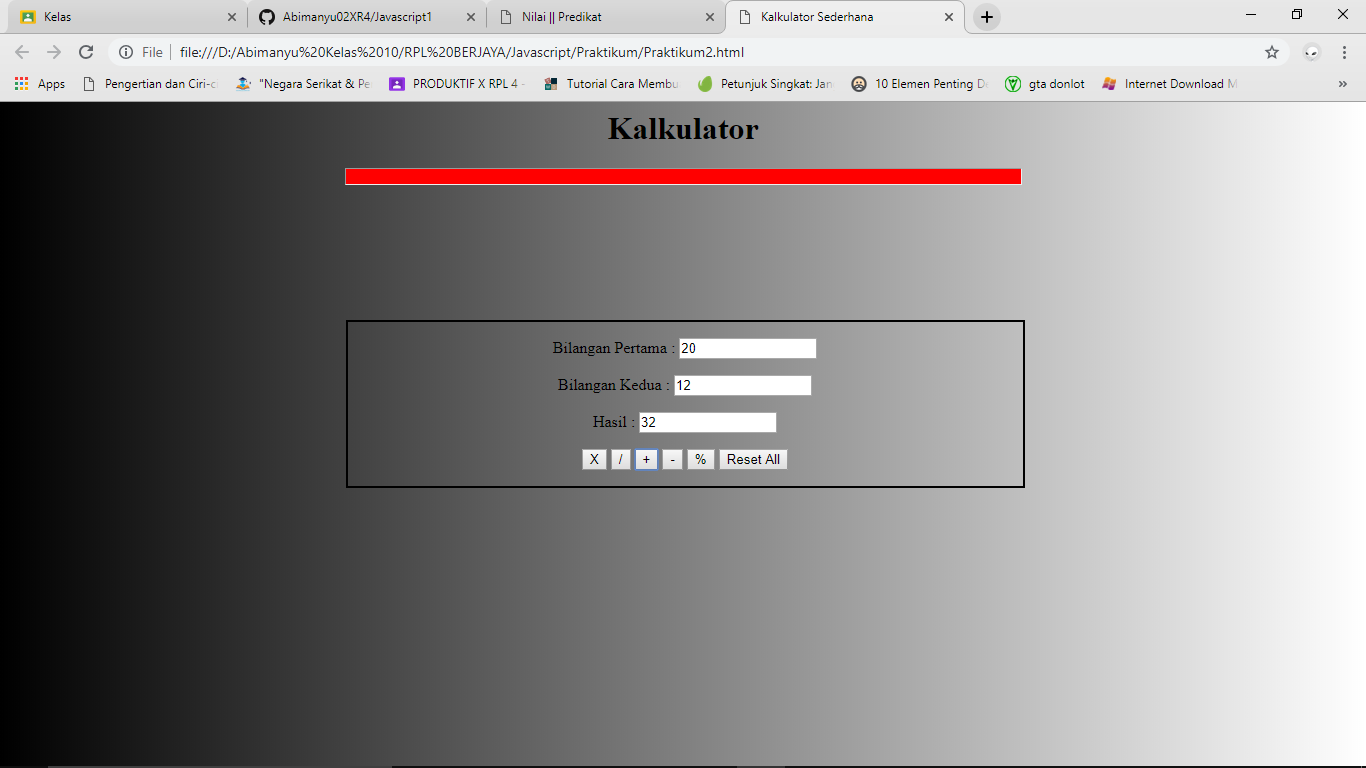 Kelas
Abimanyu02XR4/Javascript1
Nilai || Predikat
Kalkulator Sederhana
File
file:///D:/Abimanyu%20Kelas%2010/RPL%20BERJAYA/Javascript/Praktikum/Praktikum2.html
Apps
Pengertian dan Ciri-c
"Negara Serikat & Pe
PRODUKTIF X RPL 4 -
Tutorial Cara Membu
Petunjuk Singkat: Jan
10 Elemen Penting D
gta donlot
Internet Download M
»
Kalkulator
Bilangan Pertama : 20
Bilangan Kedua : 12
Hasil : 32
X / + - % Reset All